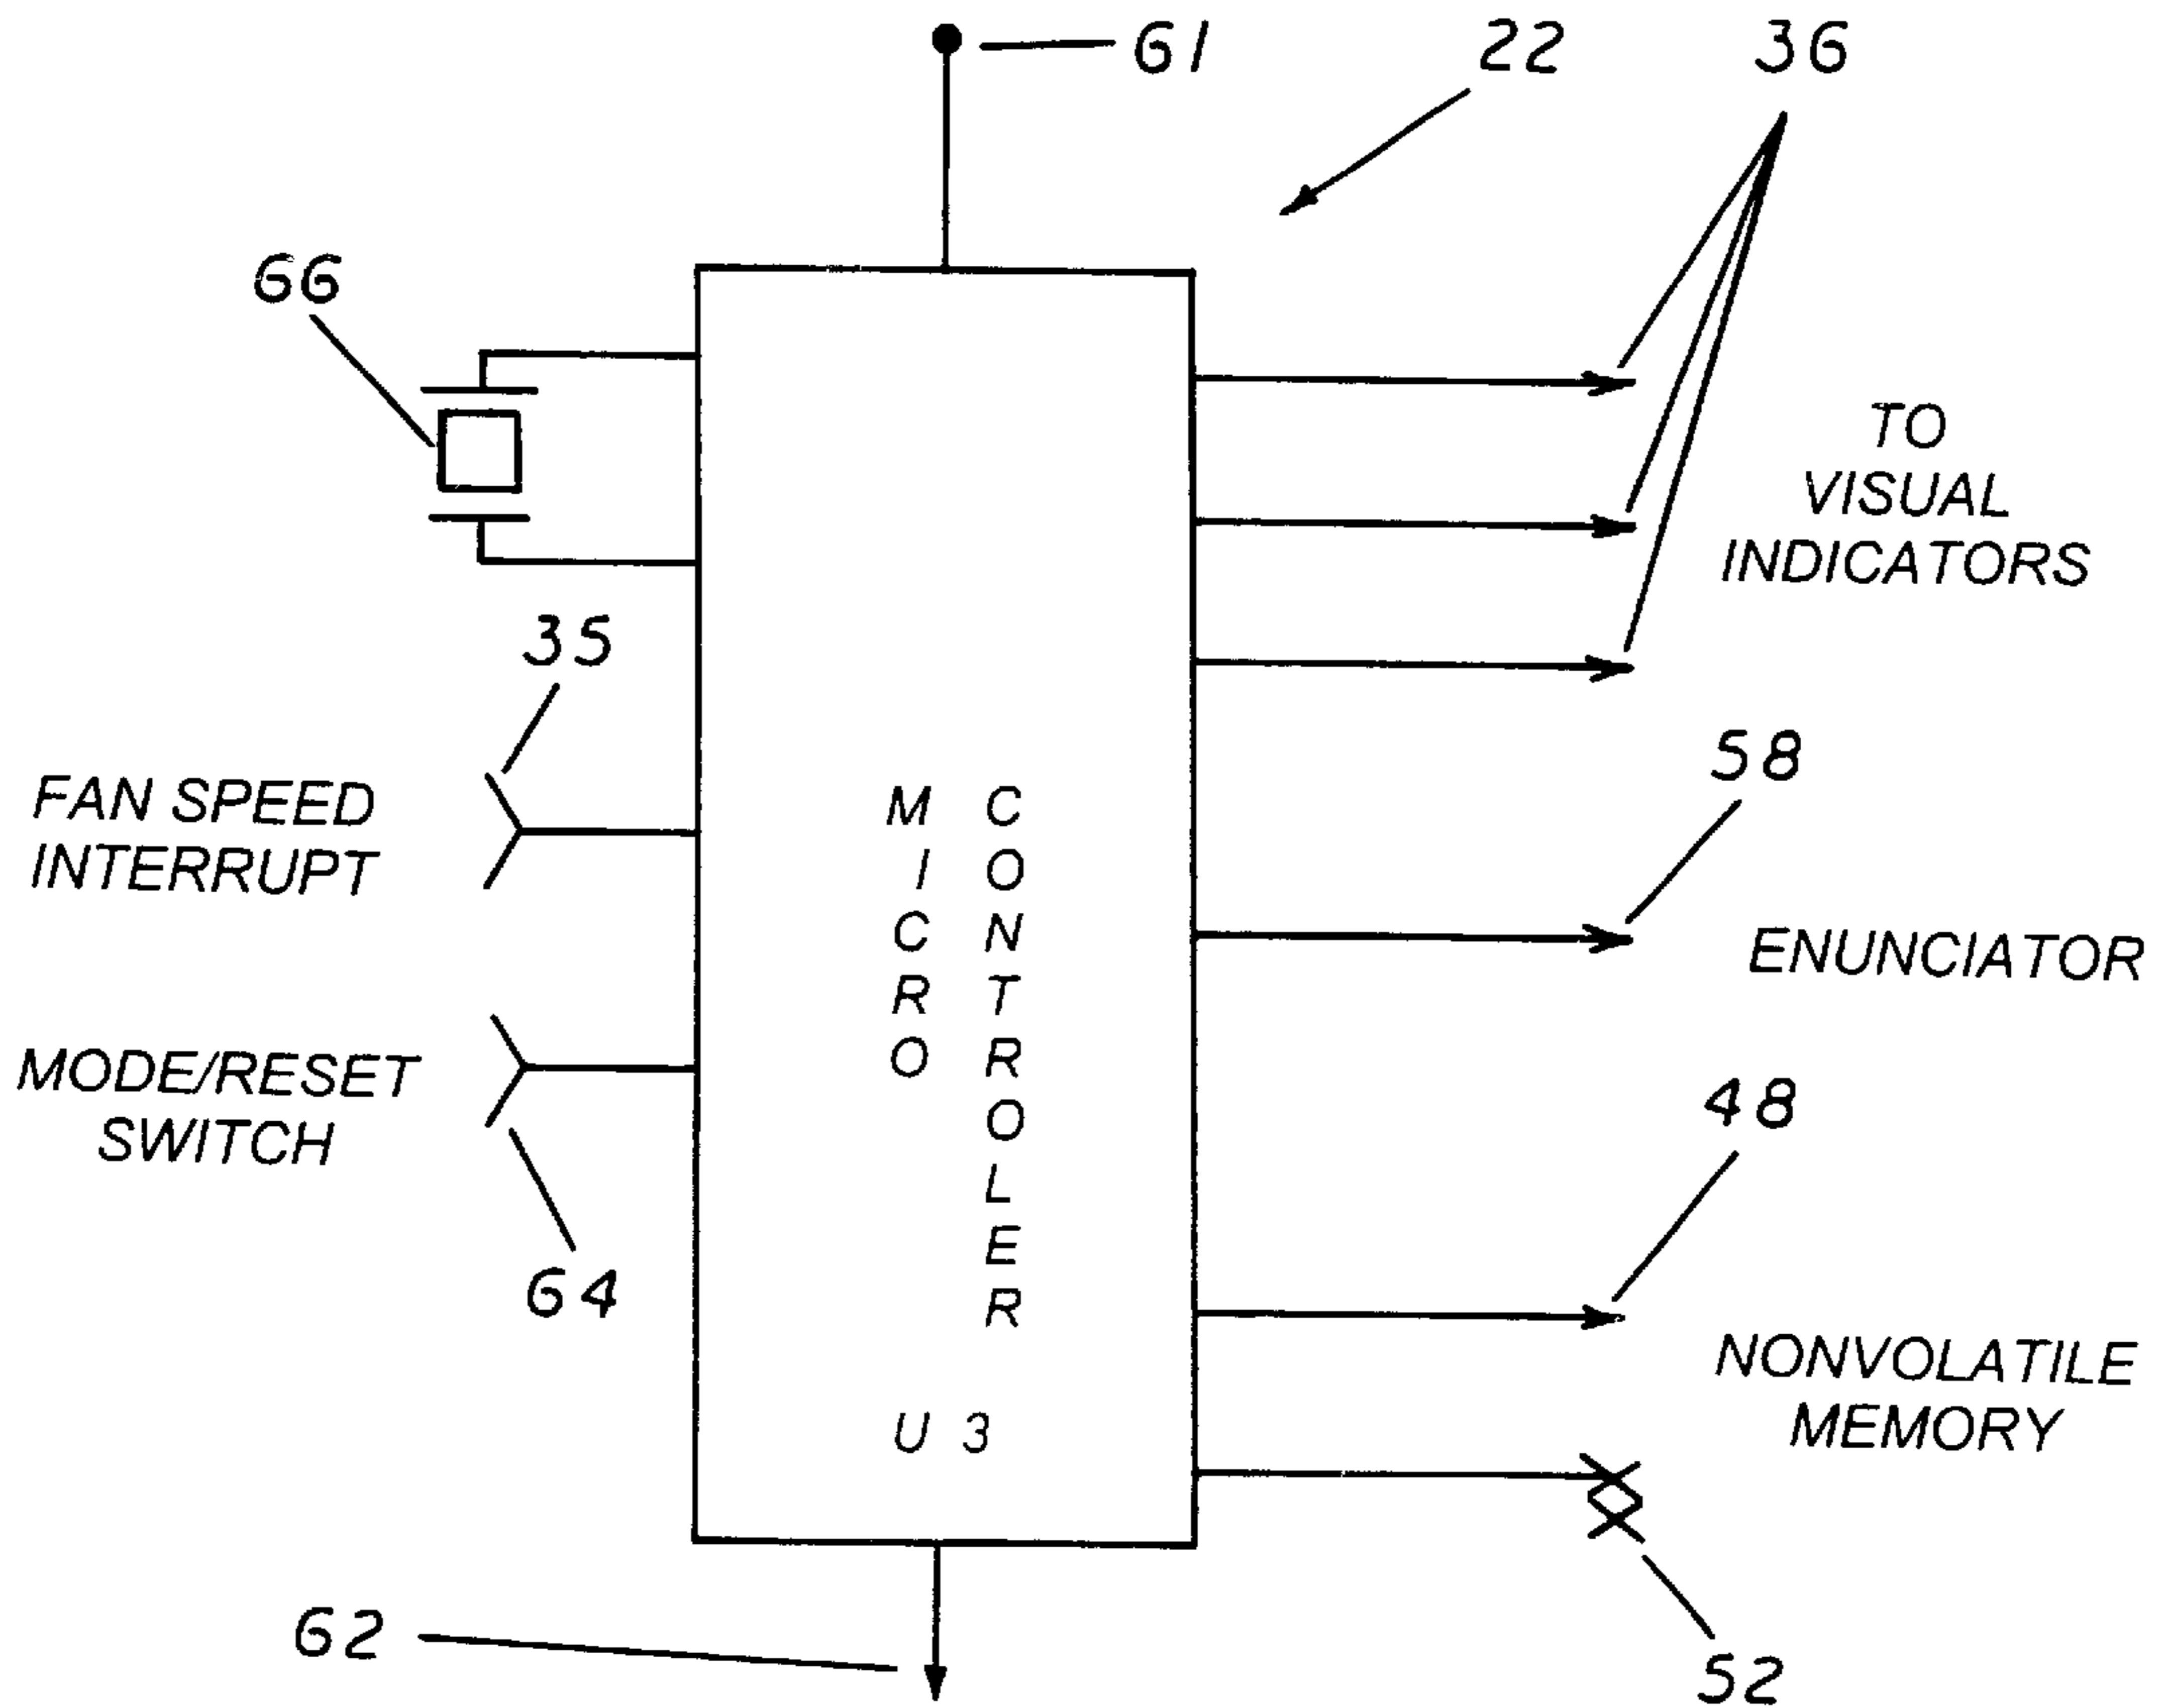 61
22
36
66
TO
VISUAL
INDICATORS
35
58
FAN SPEED
INTERRUPT
MICRO
CONTROLER
ENUNCIATOR
MODE/RESET
SWITCH
48
64
NONVOLATILE
MEMORY
U 3
62
52